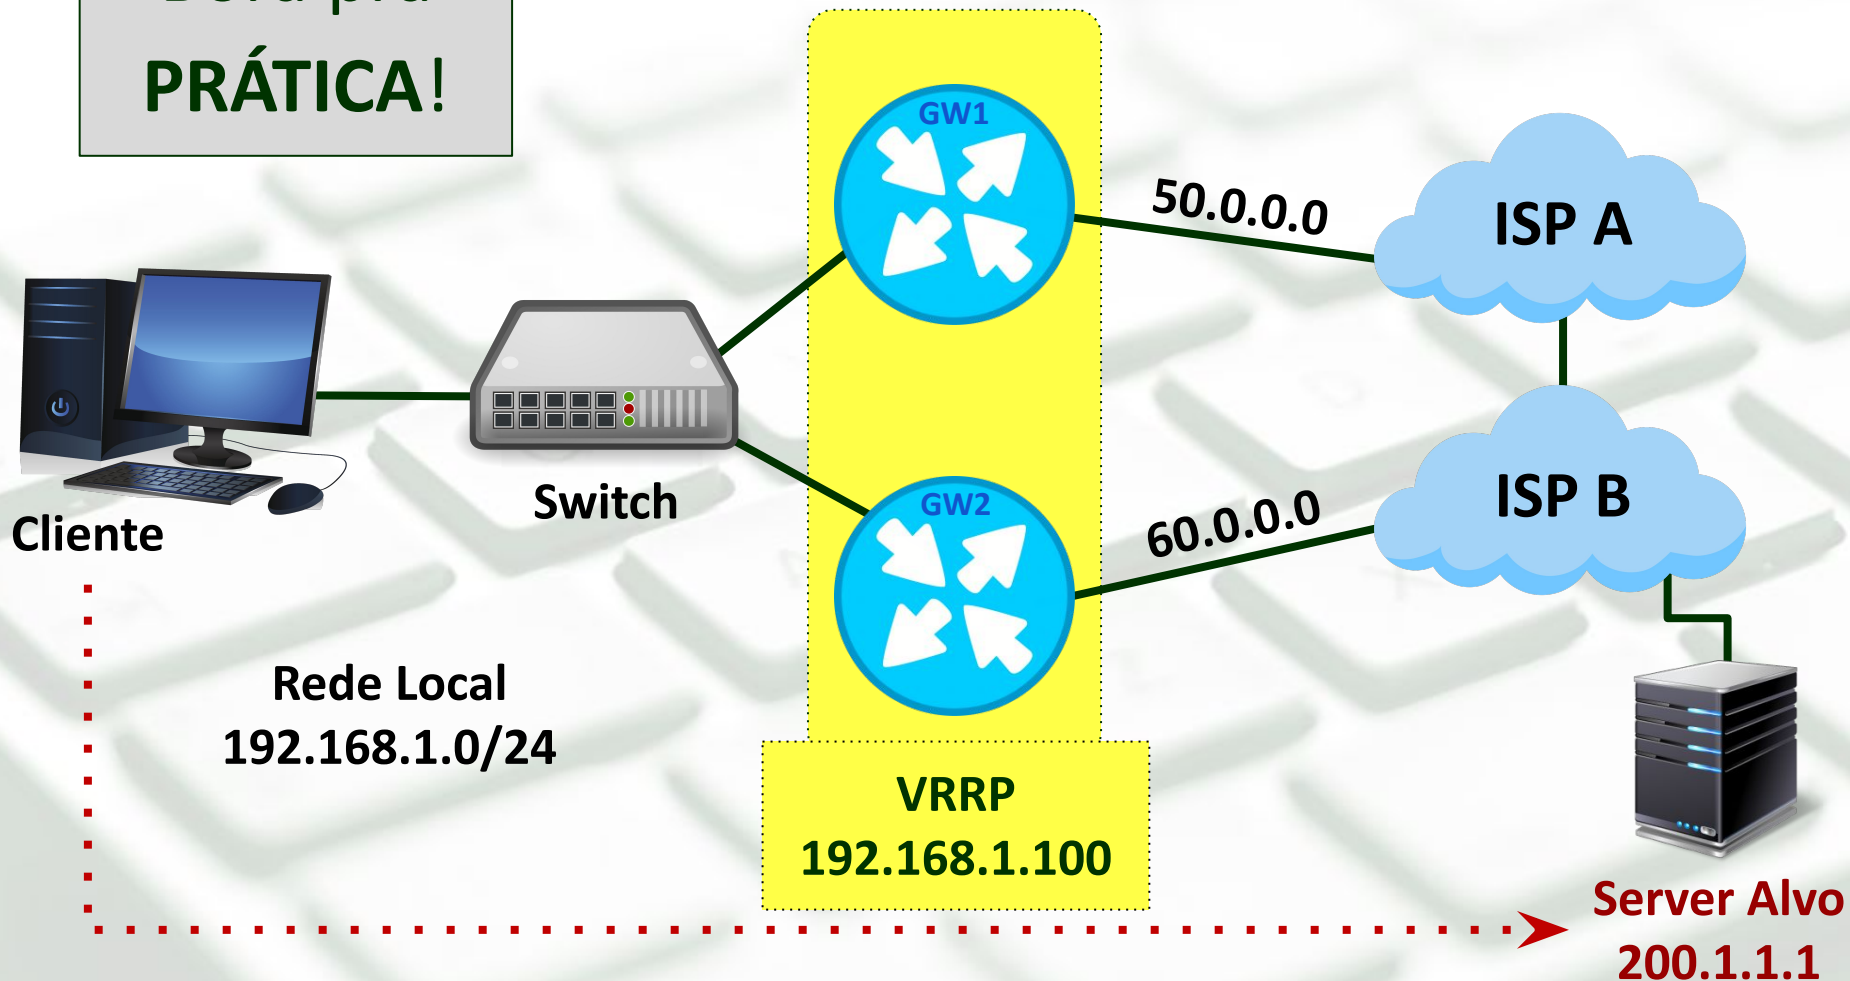 PRÁTICA!
GW1
50.0.0.0
ISP A
GW2
60.0.0.0
ISP B
Switch
Cliente
Rede Local
192.168.1.0/24
VRRP
192.168.1.100
Server Alvo
200.1.1.1